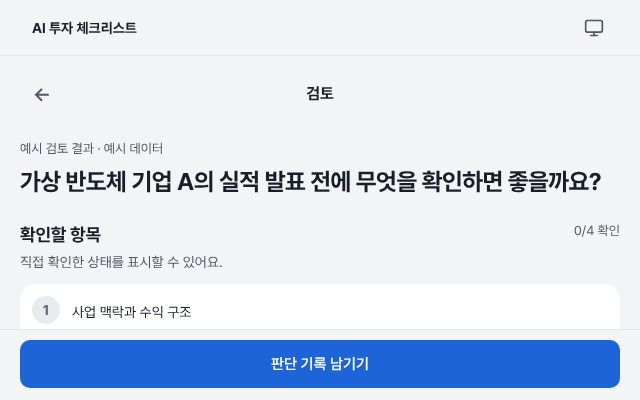 AI 투자 체크리스트
검토
예시 검토 결과 · 예시 데이터
가상 반도체 기업 A의 실적 발표 전에 무엇을 확인하면 좋을까요?
확인할 항목
0/4 확인
직접 확인한 상태를 표시할 수 있어요.
1 사업 맥락과 수익 구조
판단 기록 남기기